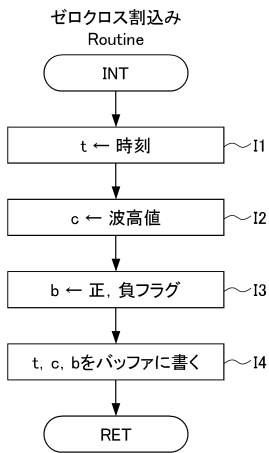 ゼロクロス割込み
Routine
INT
t ← 時刻
I1
c ← 波高値
I2
b ← 正, 負フラグ
I3
t, c, bをバッファに書く
I4
RET